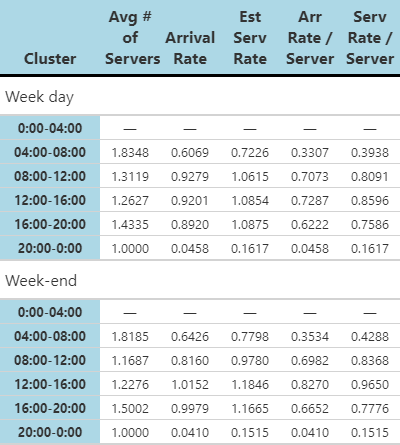 Cluster Avg # of Servers Arrival Rate Est Serv Rate Arr Rate / Server Serv Rate / Server
Week day
0:00-04:00 — — — — —
04:00-08:00 1.8348 0.6069 0.7226 0.3307 0.3938
08:00-12:00 1.3119 0.9279 1.0615 0.7073 0.8091
12:00-16:00 1.2627 0.9201 1.0854 0.7287 0.8596
16:00-20:00 1.4335 0.8920 1.0875 0.6222 0.7586
20:00-0:00 1.0000 0.0458 0.1617 0.0458 0.1617
Week-end
0:00-04:00 — — — — —
04:00-08:00 1.8185 0.6426 0.7798 0.3534 0.4288
08:00-12:00 1.1687 0.8160 0.9780 0.6982 0.8368
12:00-16:00 1.2276 1.0152 1.1846 0.8270 0.9650
16:00-20:00 1.5002 0.9979 1.1665 0.6652 0.7776
20:00-0:00 1.0000 0.0410 0.1515 0.0410 0.1515